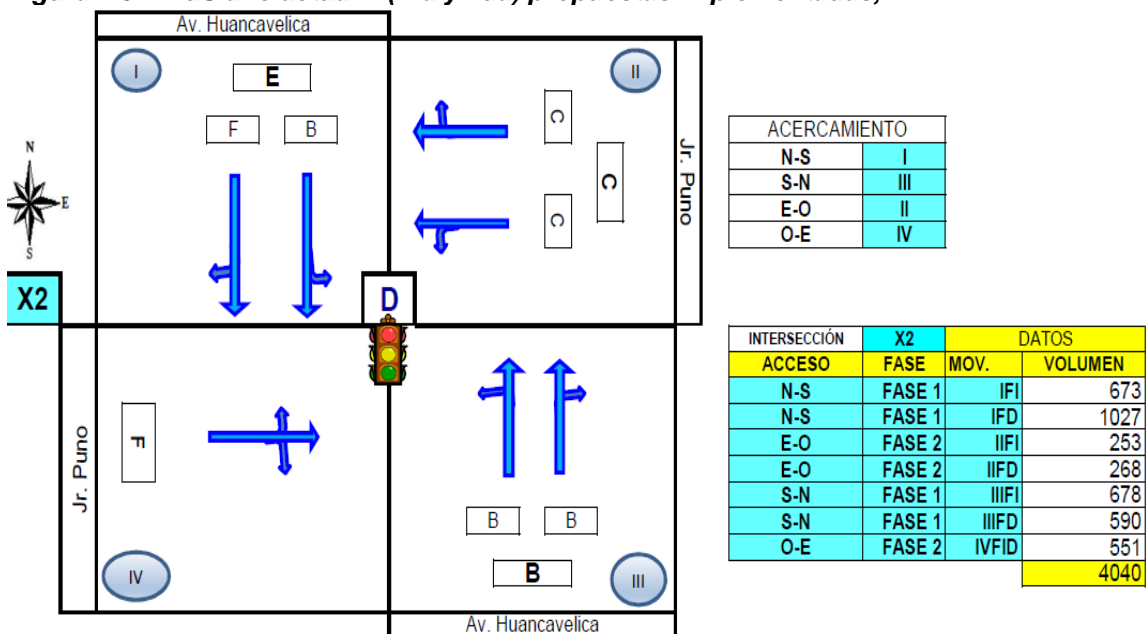 Figura propuestas
Av. Huancavelica
I
E
F B
II
C
C
C
Jr. Puno
N
E
S
X2
D
Jr. Puno
F
IV
B B
B
III
Av. Huancavelica
ACERCAMIENTO
N-S I
S-N III
E-O II
O-E IV
INTERSECCIÓN X2 DATOS
ACCESO FASE MOV. VOLUMEN
N-S FASE 1 IFI 673
N-S FASE 1 IFD 1027
E-O FASE 2 IIFI 253
E-O FASE 2 IIFD 268
S-N FASE 1 IIIFI 678
S-N FASE 1 IIIFD 590
O-E FASE 2 IVFID 551
4040